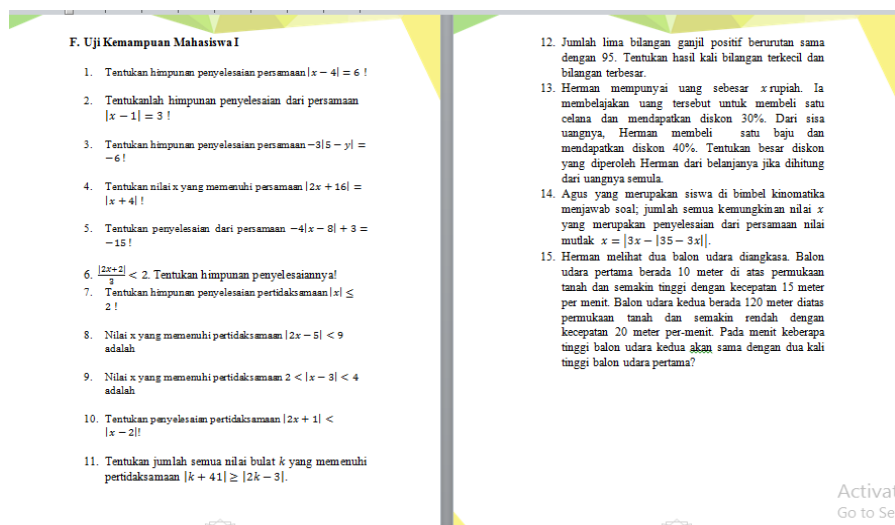 F. Uji Kemampuan Mahasiswa I
1. Tentukan himpunan penyelesaian persamaan |x − 4| = 6 !
2. Tentukanlah himpunan penyelesaian dari persamaan
|x − 1| = 3 !
3. Tentukan himpunan penyelesaian persamaan −3|5 − y| =
−6!
4. Tentukan nilai x yang memenuhi persamaan |2x + 16| =
|x + 4| !
5. Tentukan penyelesaian dari persamaan −4|x − 8| + 3 =
−15 !
6. |2x+2|/3 < 2. Tentukan himpunan penyelesaiannya!
7. Tentukan himpunan penyelesaian pertidaksamaan |x| ≤
2 !
8. Nilai x yang memenuhi pertidaksamaan |2x − 5| < 9
adalah
9. Nilai x yang memenuhi pertidaksamaan 2 < |x − 3| < 4
adalah
10. Tentukan penyelesaian pertidaksamaan |2x + 1| <
|x − 2|!
11. Tentukan jumlah semua nilai bulat k yang memenuhi
pertidaksamaan |k + 41| ≥ |2k − 3|.
12. Jumlah lima bilangan ganjil positif berurutan sama
dengan 95. Tentukan hasil kali bilangan terkecil dan
bilangan terbesar.
13. Herman mempunyai uang sebesar x rupiah. Ia
membelajakan uang tersebut untuk membeli satu
celana dan mendapatkan diskon 30%. Dari sisa
uangnya, Herman membeli satu baju dan
mendapatkan diskon 40%. Tentukan besar diskon
yang diperoleh Herman dari belanjanya jika dihitung
dari uangnya semula.
14. Agus yang merupakan siswa di bimbel kinomatika
menjawab soal; jumlah semua kemungkinan nilai x
yang merupakan penyelesaian dari persamaan nilai
mutlak x = |3x − |35 − 3x||.
15. Herman melihat dua balon udara diangkasa. Balon
udara pertama berada 10 meter di atas permukaan
tanah dan semakin tinggi dengan kecepatan 15 meter
per menit. Balon udara kedua berada 120 meter diatas
permukaan tanah dan semakin rendah dengan
kecepatan 20 meter per-menit. Pada menit keberapa
tinggi balon udara kedua akan sama dengan dua kali
tinggi balon udara pertama?
Activa
Go to Se